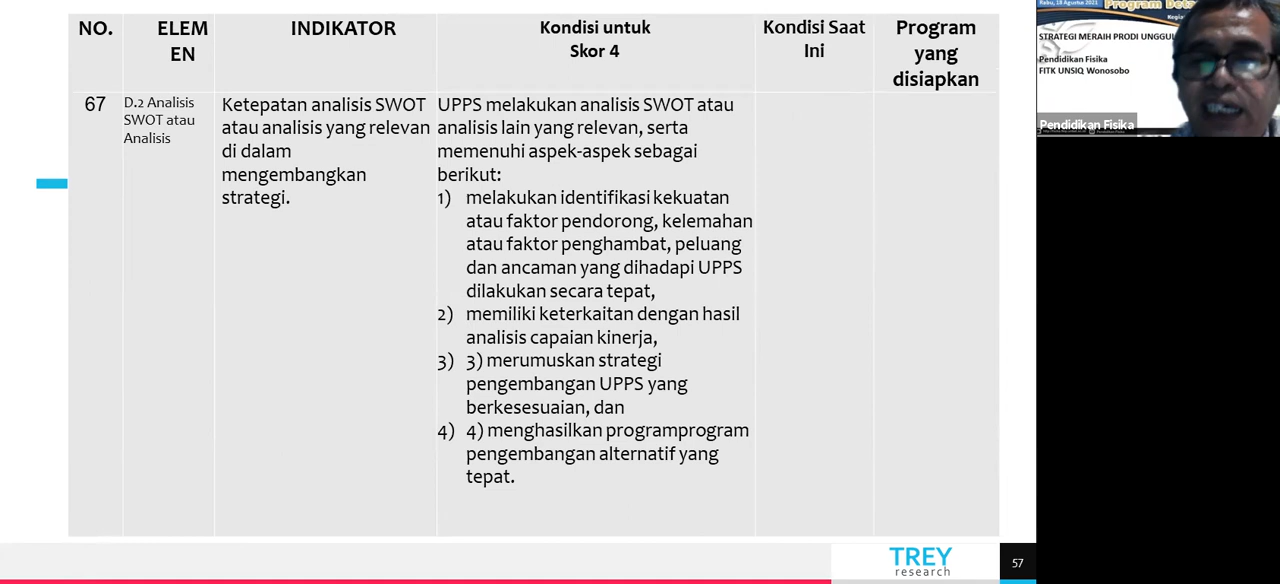 NO.
ELEM
EN
INDIKATOR
Kondisi untuk
Skor 4
Kondisi Saat
Ini
Program
yang
disiapkan
67
D.2 Analisis
SWOT atau
Analisis
Ketepatan analisis SWOT
atau analisis yang relevan
di dalam
mengembangkan
strategi.
UPPS melakukan analisis SWOT atau
analisis lain yang relevan, serta
memenuhi aspek-aspek sebagai
berikut:
1) melakukan identifikasi kekuatan
atau faktor pendorong, kelemahan
atau faktor penghambat, peluang
dan ancaman yang dihadapi UPPS
dilakukan secara tepat,
2) memiliki keterkaitan dengan hasil
analisis capaian kinerja,
3) 3) merumuskan strategi
pengembangan UPPS yang
berkesesuaian, dan
4) 4) menghasilkan programprogram
pengembangan alternatif yang
tepat.
TREY
research
57
Rabu, 18 Agustus 2021
Program
STRATEGI MERAIH PRODI UNGGUL
Pendidikan Fisika
FITK UNSIQ Wonosobo
Pendidikan Fisika